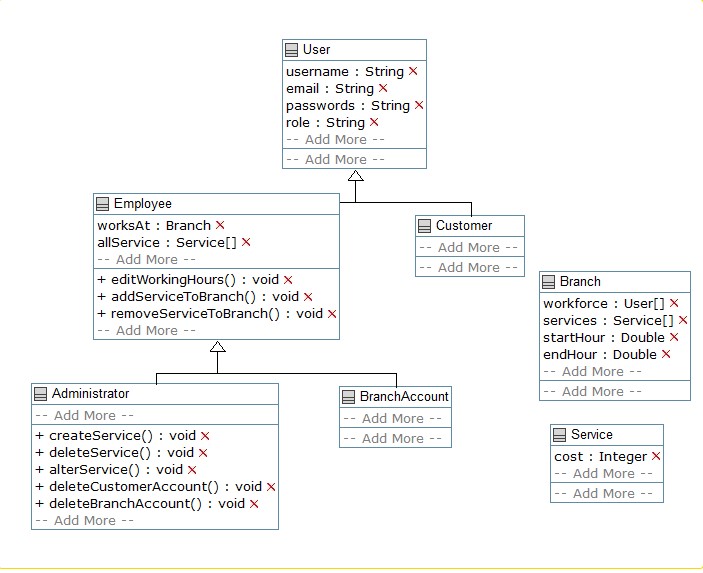 User
username : String
email : String
passwords : String
role : String
-- Add More --
-- Add More --
Employee
worksAt : Branch
allService : Service[]
-- Add More --
+ editWorkingHours() : void
+ addServiceToBranch() : void
+ removeServiceToBranch() : void
-- Add More --
Customer
-- Add More --
-- Add More --
Branch
workforce : User[]
services : Service[]
startHour : Double
endHour : Double
-- Add More --
-- Add More --
Administrator
-- Add More --
+ createService() : void
+ deleteService() : void
+ alterService() : void
+ deleteCustomerAccount() : void
+ deleteBranchAccount() : void
-- Add More --
BranchAccount
-- Add More --
-- Add More --
Service
cost : Integer
-- Add More --
-- Add More --